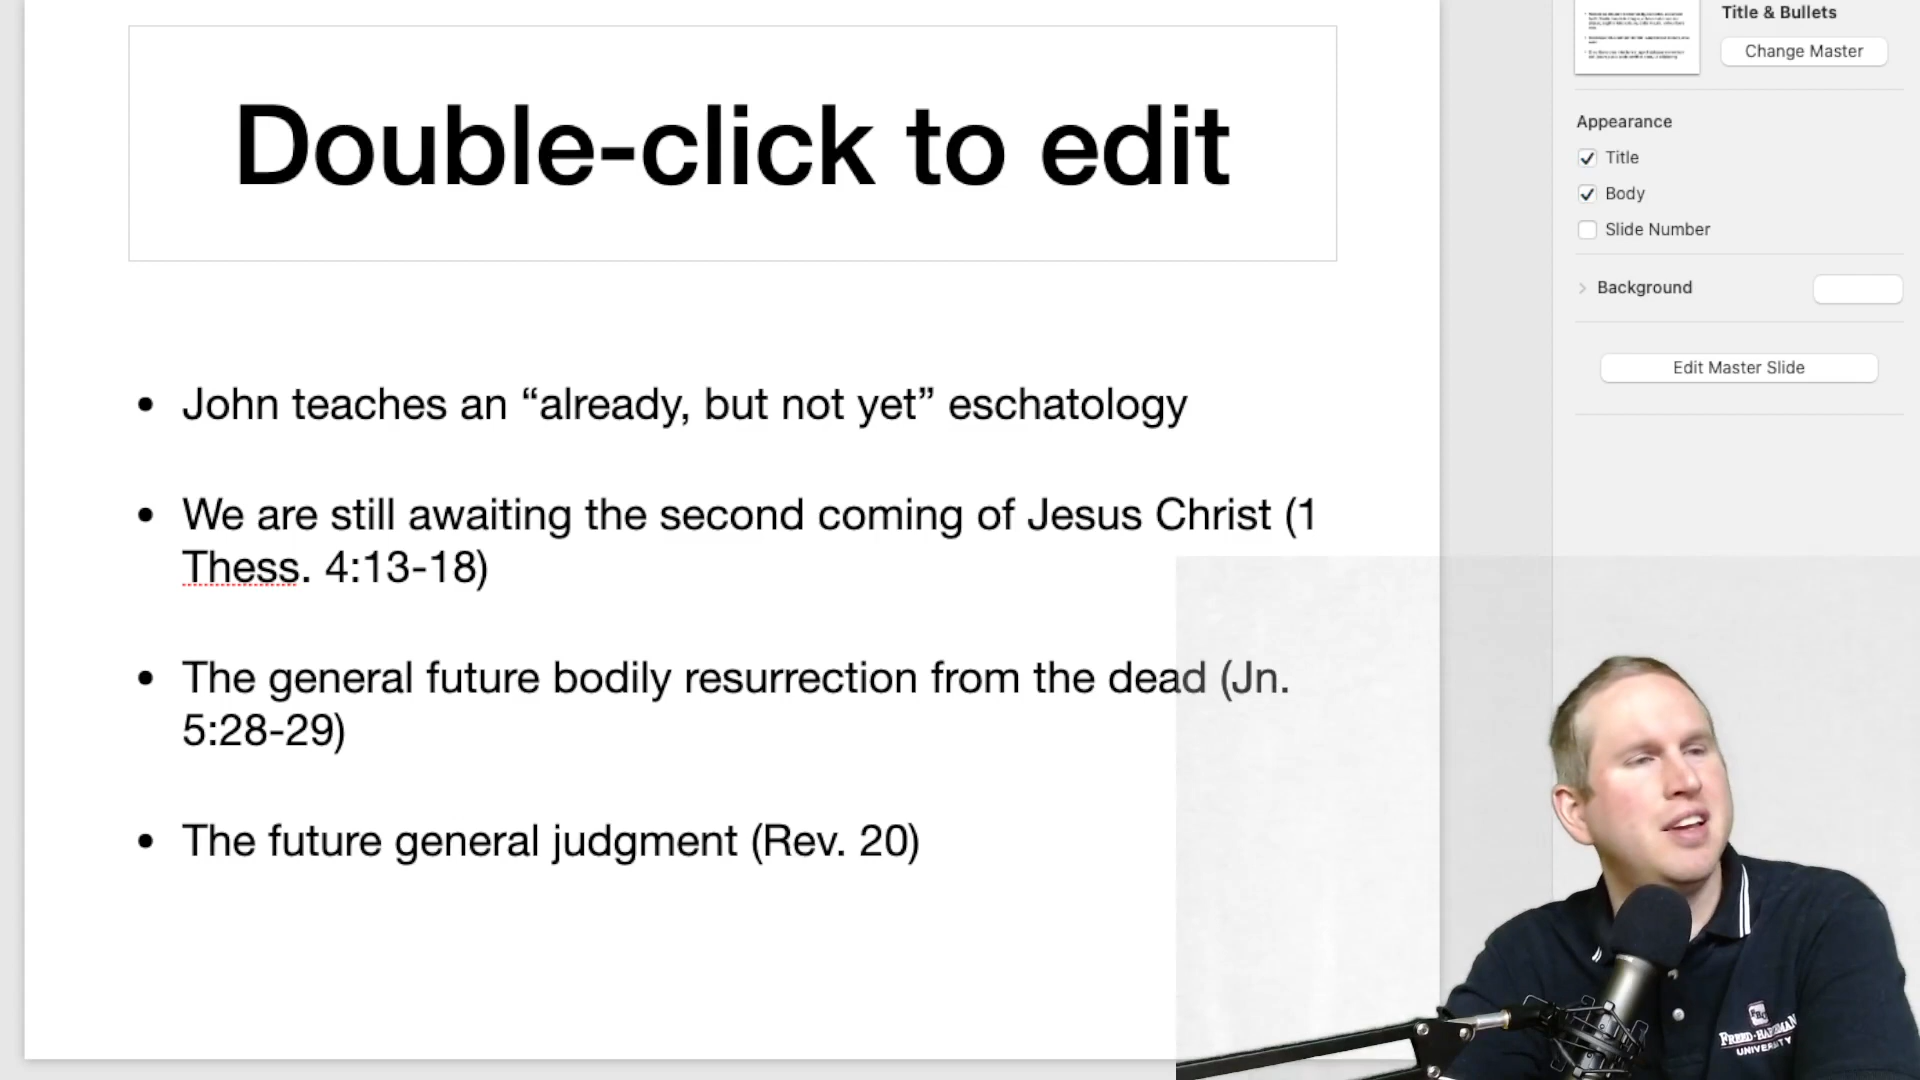 Double-click to edit
• John teaches an “already, but not yet” eschatology
• We are still awaiting the second coming of Jesus Christ (1
Thess. 4:13-18)
• The general future bodily resurrection from the dead (Jn.
5:28-29)
• The future general judgment (Rev. 20)
Title & Bullets
Change Master
Appearance
Title
Body
Slide Number
Background
Edit Master Slide
FREED-HARDEMAN
UNIVERSITY